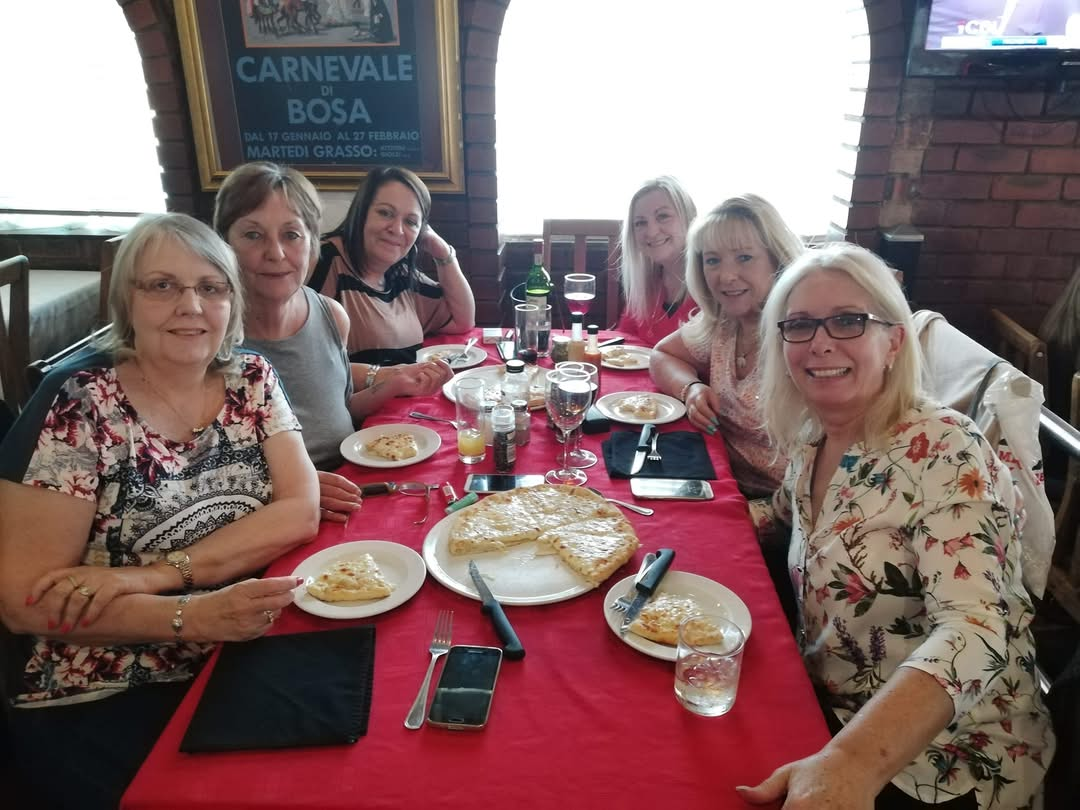 CARNEVALE
DI
BOSA
DAL 17 GENNAIO AL 27 FEBBRAIO
MARTEDI GRASSO: